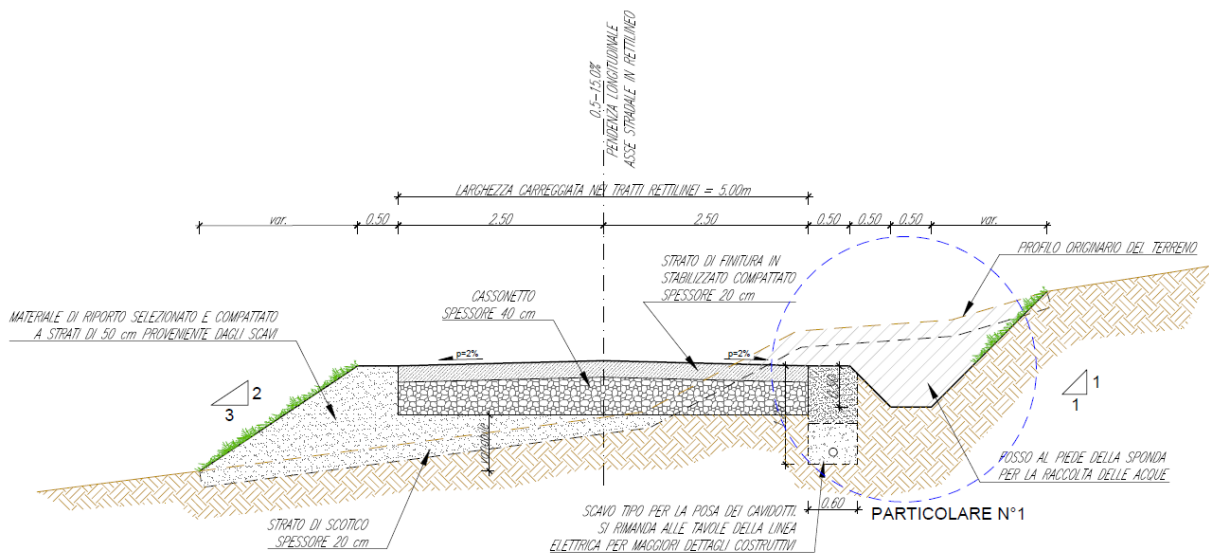 0.5-15.0%
PENDENZA LONGITUDINALE
ASSE STRADALE IN RETTILINEO
LARGHEZZA CARREGGIATA NEI TRATTI RETTILINEI = 5.00m
var.
0.50
2.50
2.50
0.50
0.50
0.50
var.
PROFILO ORIGINARIO DEL TERRENO
STRATO DI FINITURA IN
STABILIZZATO COMPATTATO
SPESSORE 20 cm
CASSONETTO
SPESSORE 40 cm
MATERIALE DI RIPORTO SELEZIONATO E COMPATTATO
A STRATI DI 50 cm PROVENIENTE DAGLI SCAVI
p=2%
p=2%
2
3
1
1
variabile
FOSSO AL PIEDE DELLA SPONDA
PER LA RACCOLTA DELLE ACQUE
0.60
PARTICOLARE N°1
STRATO DI SCOTICO
SPESSORE 20 cm
SCAVO TIPO PER LA POSA DEI CAVIDOTTI.
SI RIMANDA ALLE TAVOLE DELLA LINEA
ELETTRICA PER MAGGIORI DETTAGLI COSTRUTTIVI